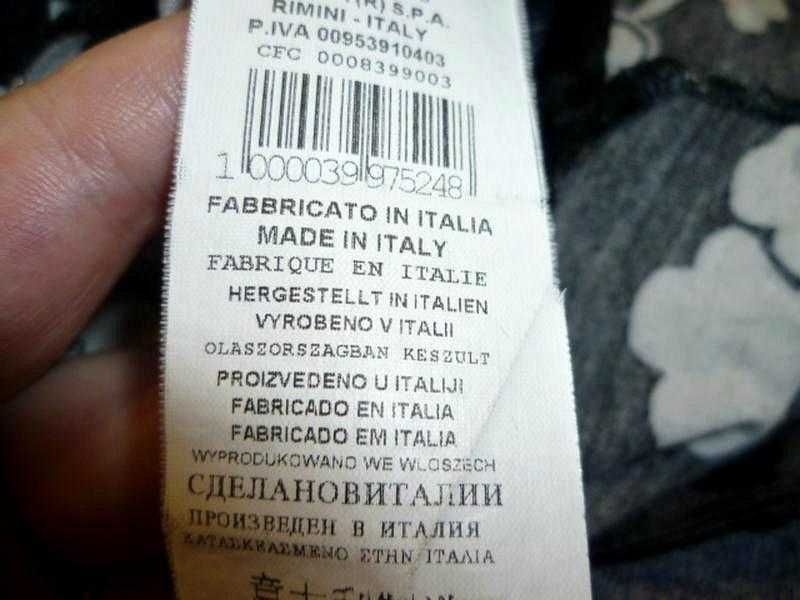 (R) S.P.A.
RIMINI - ITALY
P.IVA 00953910403
CFC 0008399003
1 000039 975248
FABBRICATO IN ITALIA
MADE IN ITALY
FABRIQUE EN ITALIE
HERGESTELLT IN ITALIEN
VYROBENO V ITALII
OLASZORSZAGBAN KESZULT
PROIZVEDENO U ITALIJI
FABRICADO EN ITALIA
FABRICADO EM ITALIA
WYPRODUKOWANO WE WLOSZECH
СДЕЛАНОВИТАЛИИ
ПРОИЗВЕДЕН В ИТАЛИЯ
ΚΑΤΑΣΚΕΑΣΜΕΝΟ ΣΤΗΝ ΙΤΑΛΙΑ